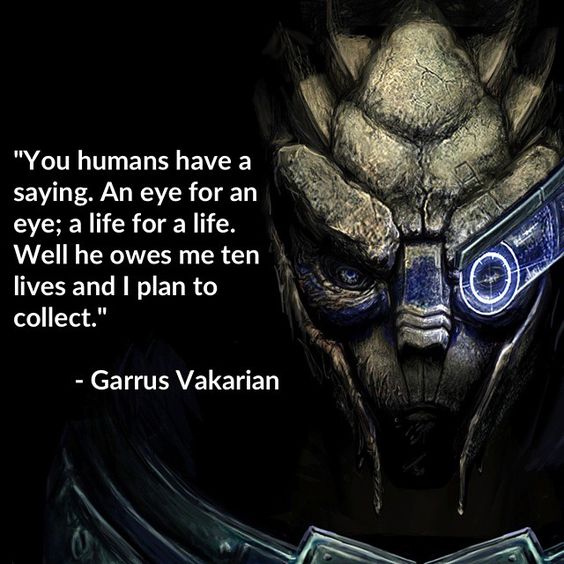 "You humans have a
saying. An eye for an
eye; a life for a life.
Well he owes me ten
lives and I plan to
collect."
- Garrus Vakarian